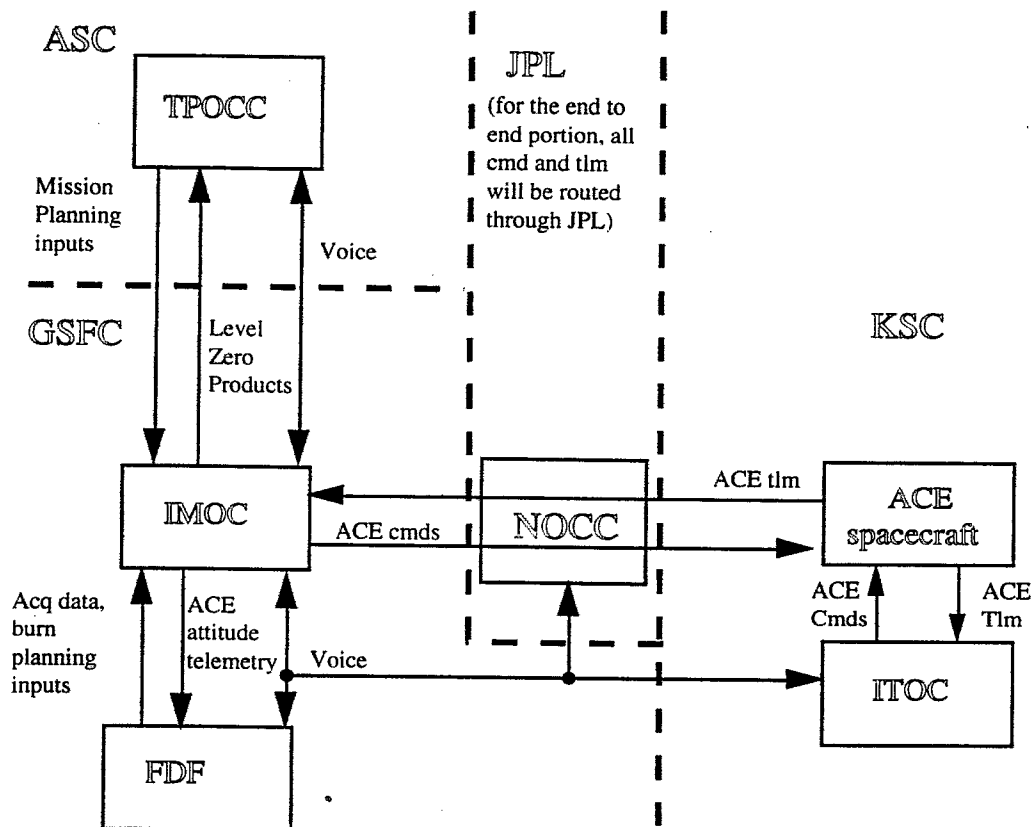 ASC
TPOCC
JPL
(for the end to
end portion, all
cmd and tlm
will be routed
through JPL)
Mission
Planning
inputs
Voice
GSFC
Level
Zero
Products
KSC
IMOC
ACE cmds
NOCC
ACE tlm
ACE
spacecraft
Acq data,
burn
planning
inputs
ACE
attitude
telemetry
Voice
ACE
Cmds
ACE
Tlm
ITOC
FDF